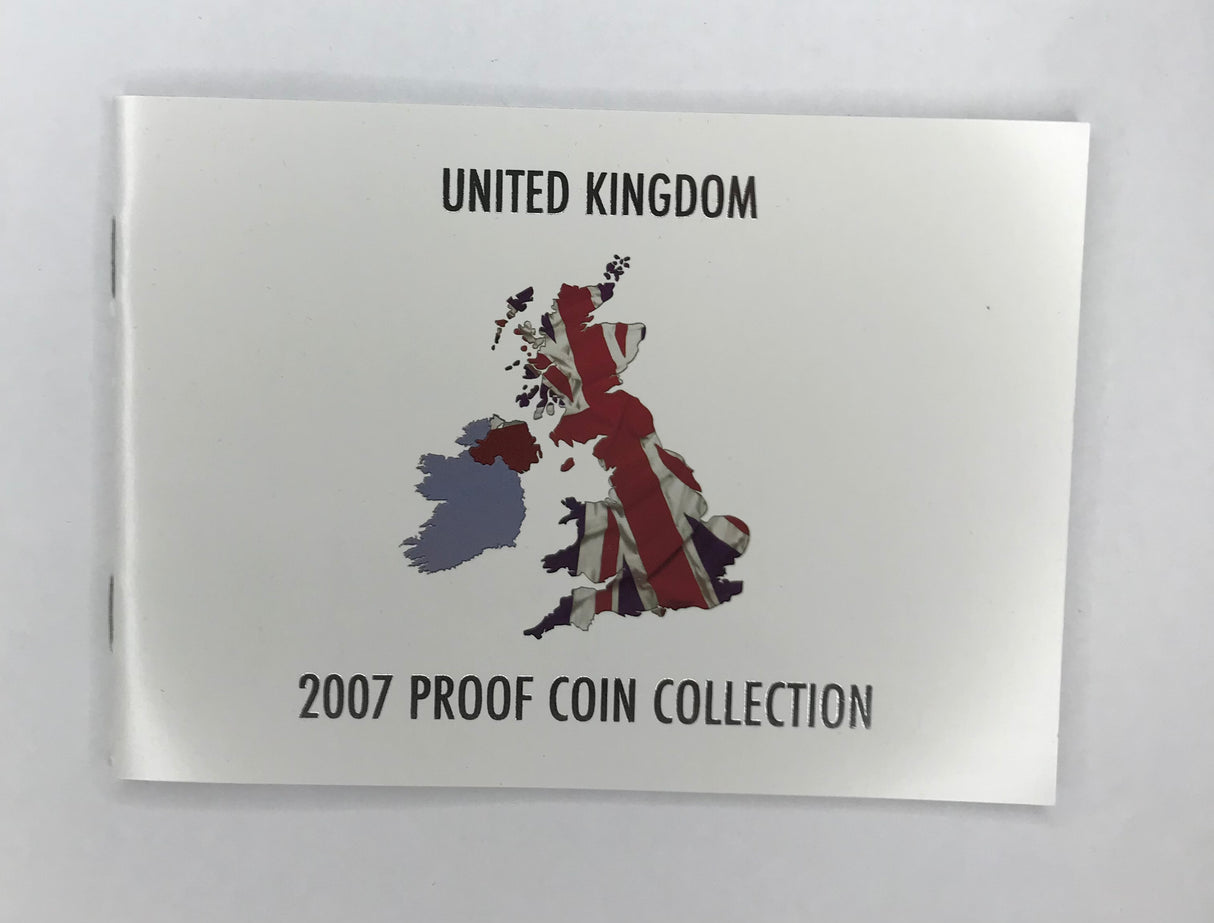 UNITED KINGDOM
2007 PROOF COIN COLLECTION